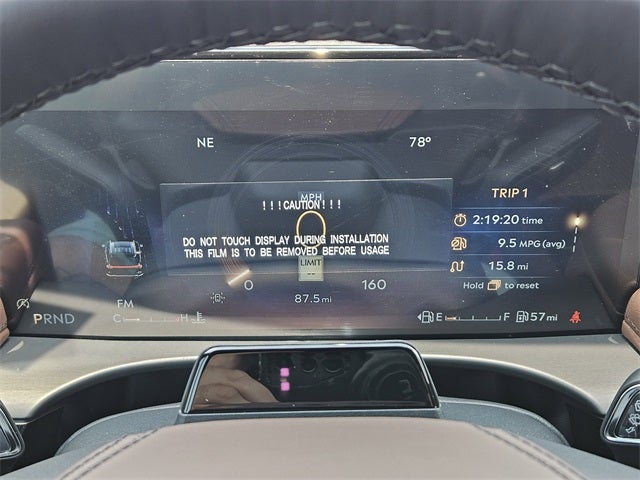 NE
78°
MPH
! ! ! CAUTION ! ! !
DO NOT TOUCH DISPLAY DURING INSTALLATION
THIS FILM IS TO BE REMOVED BEFORE USAGE
LIMIT
--
0
160
87.5 mi
TRIP 1
2:19:20 time
9.5 MPG (avg)
15.8 mi
Hold to reset
FM
PRND
C H
E F 57 mi